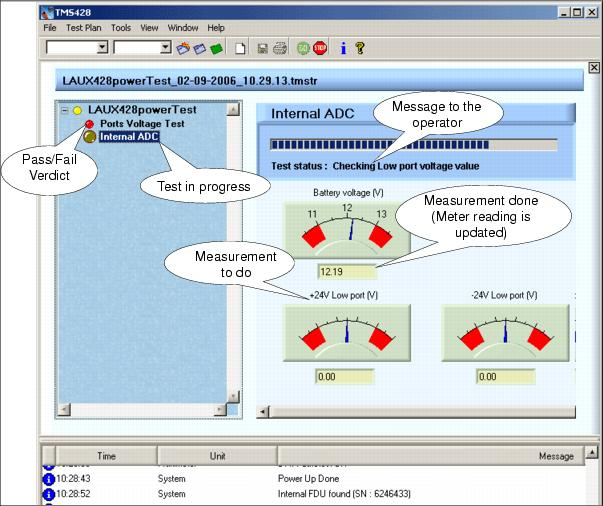 TMS428
File Test Plan Tools View Window Help
GO STOP
LAUX428powerTest_02-09-2006_10.29.13.tmstr
LAUX428powerTest
Ports Voltage Test
Internal ADC
Pass/Fail
Verdict
Test in progress
Internal ADC
Message to the
operator
Test status : Checking Low port voltage value
Battery voltage (V)
11 12 13
12.19
Measurement done
(Meter reading is
updated)
Measurement
to do
+24V Low port (V)
0.00
-24V Low port (V)
0.00
Time Unit Message
10:28:43 System Power Up Done
10:28:52 System Internal FDU found (SN : 6246433)